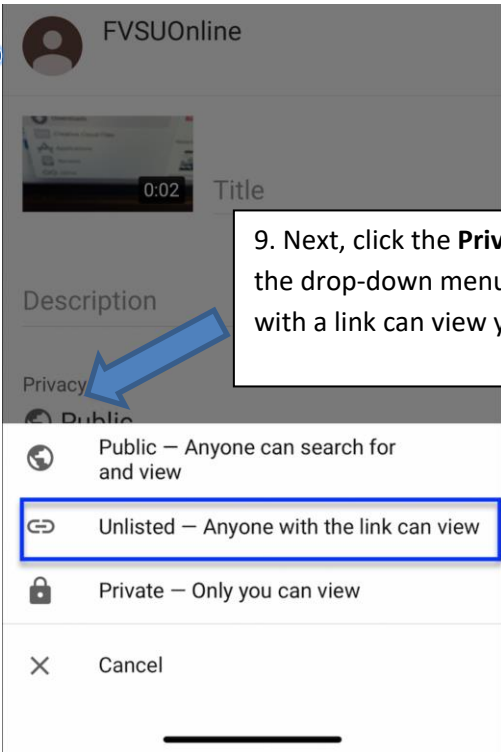 FVSUOnline
0:02
Title
9. Next, click the
the drop-down menu
with a link can view
Description
Privacy
Public
Public – Anyone can search for
and view
Unlisted – Anyone with the link can view
Private – Only you can view
Cancel